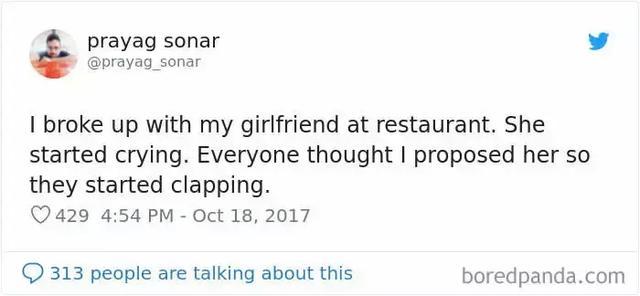 prayag sonar
@prayag_sonar
I broke up with my girlfriend at restaurant. She
started crying. Everyone thought I proposed her so
they started clapping.
429 4:54 PM - Oct 18, 2017
313 people are talking about this
boredpanda.com